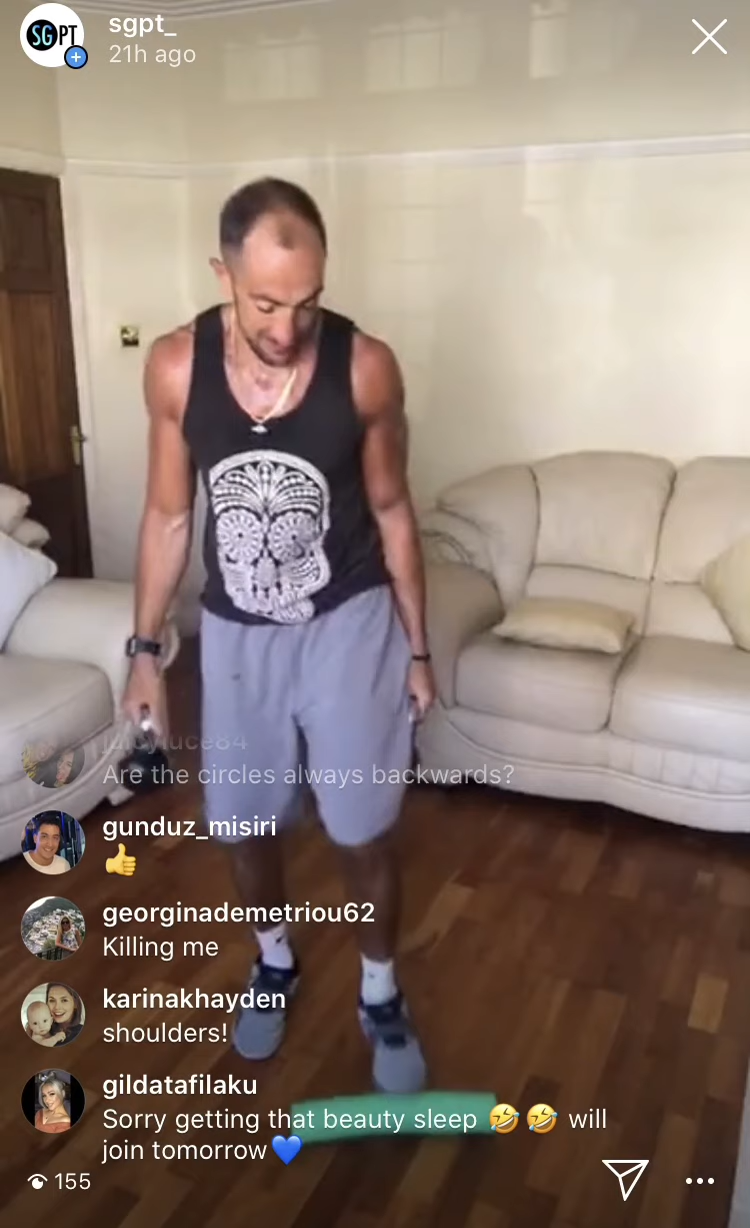 SGPT
sgpt_
21h ago
juicyluce84
Are the circles always backwards?
gunduz_misiri
👍
georginademetriou62
Killing me
karinakhayden
shoulders!
gildatafilaku
Sorry getting that beauty sleep 🤣🤣 will
join tomorrow💙
155